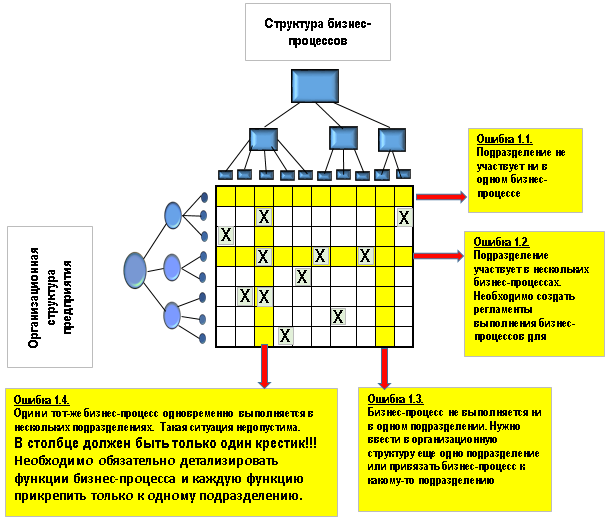 Структура бизнес-
процессов
Ошибка 1.1.
Подразделение не
участвует ни в
одном бизнес-
процессе
Организационная
структура
предприятия
X
X
X
X
X
X
X
X
X
X
X
Ошибка 1.2.
Подразделение
участвует в нескольких
бизнес-процессах.
Необходимо создать
регламенты
выполнения бизнес-
процессов для
Ошибка 1.4.
Одини тот-же бизнес-процесс одновременно выполняется в
нескольких подразделениях. Такая ситуация недопустима.
В столбце должен быть только один крестик!!!
Необходимо обязательно детализировать
функции бизнес-процесса и каждую функцию
прикрепить только к одному подразделению.
Ошибка 1.3.
Бизнес-процесс не выполняется ни
в одном подразделении. Нужно
ввести в организационную
структуру еще одно подразделение
или привязать бизнес-процесс к
какому-то подразделению